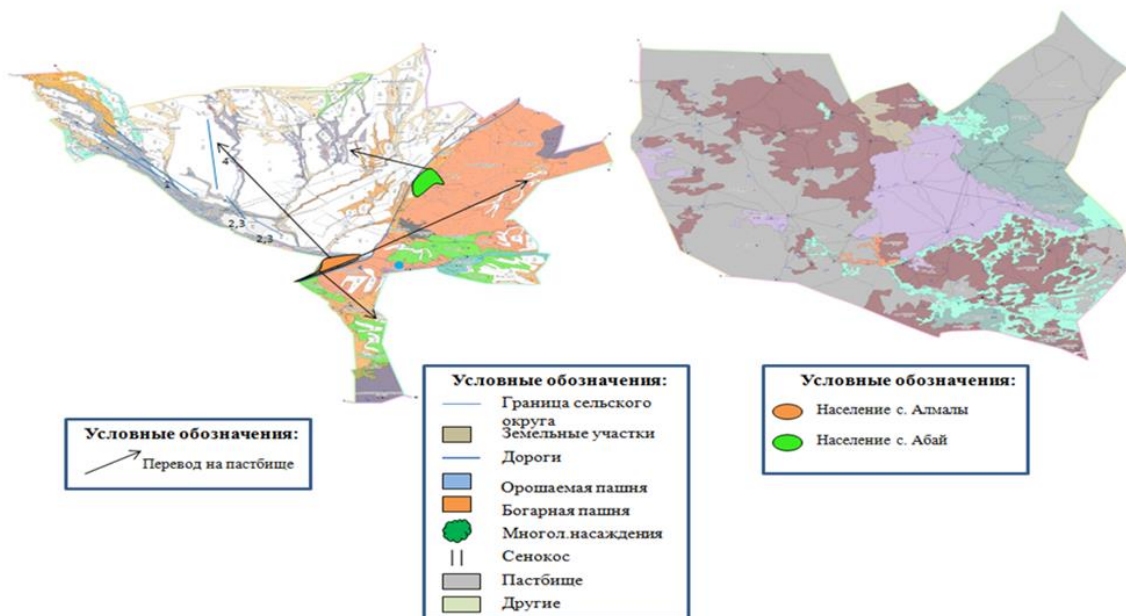 4
2
2,3
2,3
Условные обозначения:
Перевод на пастбище
Условные обозначения:
Граница сельского
округа
Земельные участки
Дороги
Орошаемая пашня
Богарная пашня
Многол.насаждения
Сенокос
Пастбище
Другие
Условные обозначения:
Население с. Алмалы
Население с. Абай